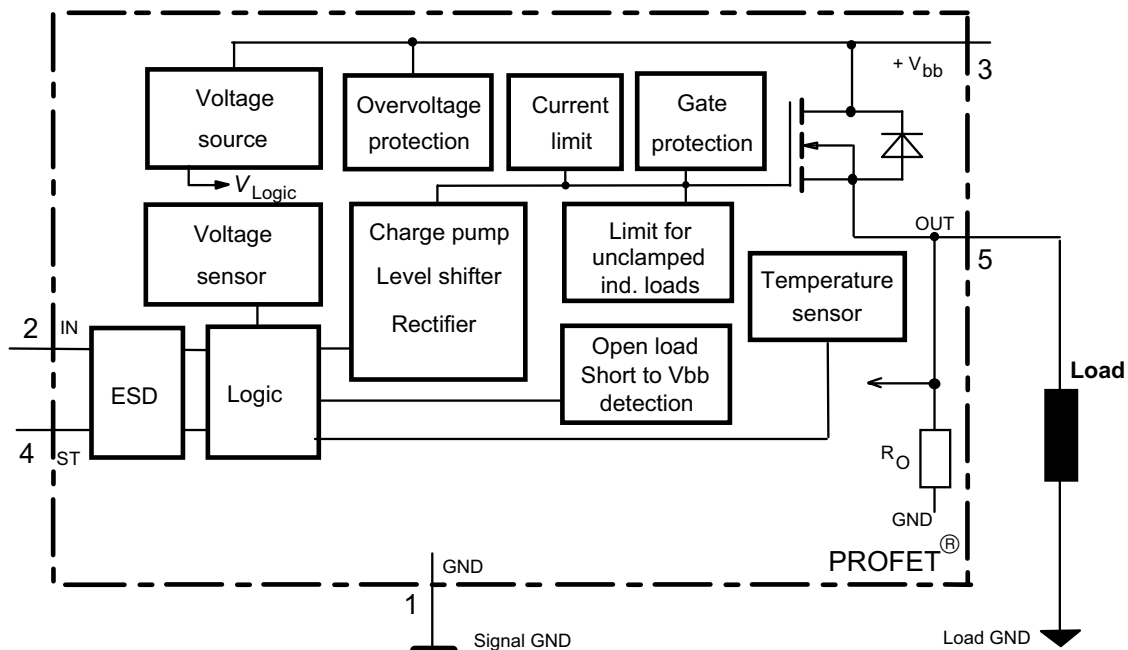 + V bb
3
Voltage
source
Overvoltage
protection
Current
limit
Gate
protection
V Logic
Voltage
sensor
Charge pump
Level shifter
Rectifier
Limit for
unclamped
ind. loads
OUT
5
Temperature
sensor
2
IN
ESD
Logic
Open load
Short to Vbb
detection
Load
4
ST
R O
GND
PROFET®
GND
1
Signal GND
Load GND